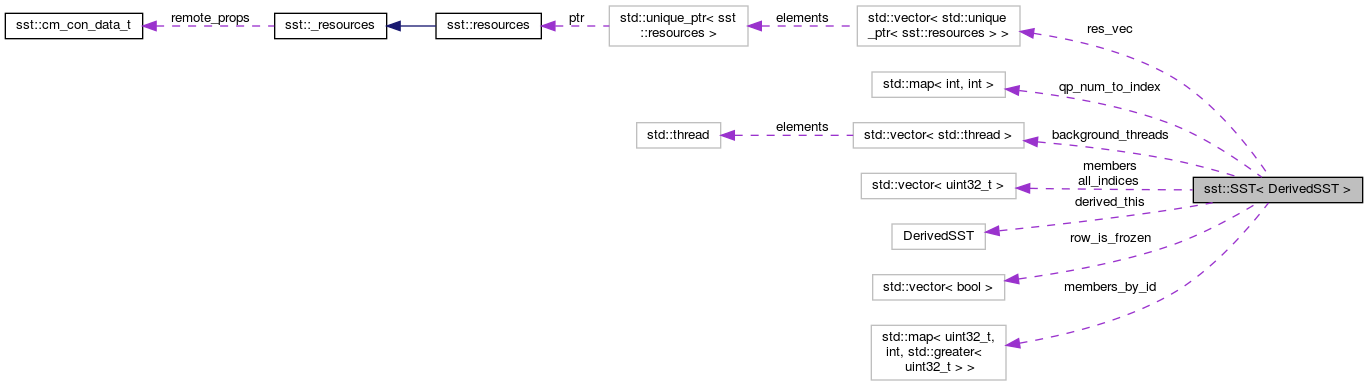 sst::cm_con_data_t
remote_props
sst::_resources
sst::resources
ptr
std::unique_ptr< sst
::resources >
elements
std::vector< std::unique
_ptr< sst::resources > >
res_vec
std::map< int, int >
qp_num_to_index
std::thread
elements
std::vector< std::thread >
background_threads
std::vector< uint32_t >
members
all_indices
sst::SST< DerivedSST >
DerivedSST
derived_this
std::vector< bool >
row_is_frozen
std::map< uint32_t,
int, std::greater<
uint32_t > >
members_by_id